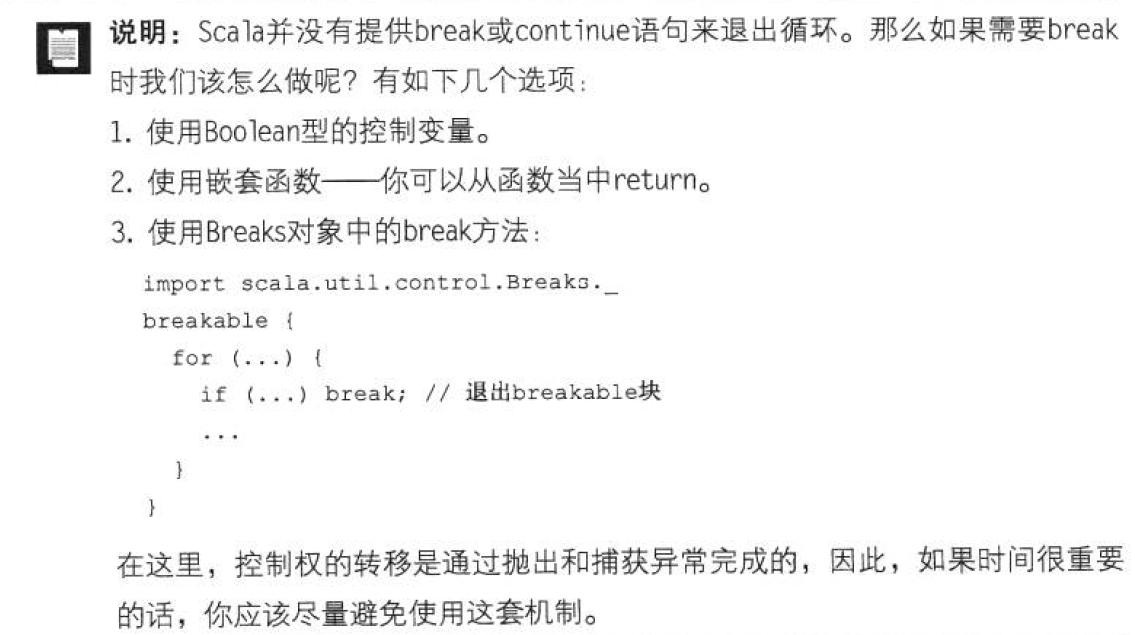 说明：Scala并没有提供break或continue语句来退出循环。那么如果需要break
时我们该怎么做呢？有如下几个选项：
1. 使用Boolean型的控制变量。
2. 使用嵌套函数——你可以从函数当中return。
3. 使用Breaks对象中的break方法：
import scala.util.control.Breaks._
breakable {
for (...) {
if (...) break; // 退出breakable块
...
}
}
在这里，控制权的转移是通过抛出和捕获异常完成的，因此，如果时间很重要
的话，你应该尽量避免使用这套机制。